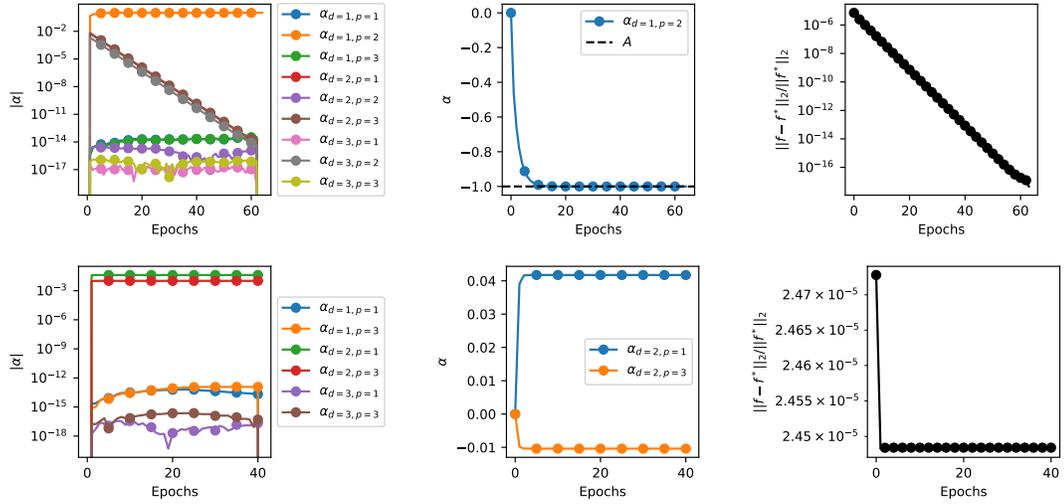 10⁻²
10⁻⁵
10⁻⁸
10⁻¹¹
10⁻¹⁴
10⁻¹⁷
|α|
0 20 40 60
Epochs
α_{d=1, p=1}
α_{d=1, p=2}
α_{d=1, p=3}
α_{d=2, p=1}
α_{d=2, p=2}
α_{d=2, p=3}
α_{d=3, p=1}
α_{d=3, p=2}
α_{d=3, p=3}
0.0
−0.2
−0.4
−0.6
−0.8
−1.0
α
0 20 40 60
Epochs
α_{d=1, p=2}
A
10⁻⁶
10⁻⁸
10⁻¹⁰
10⁻¹²
10⁻¹⁴
10⁻¹⁶
||f − f*||₂/||f*||₂
0 20 40 60
Epochs
10⁻³
10⁻⁶
10⁻⁹
10⁻¹²
10⁻¹⁵
10⁻¹⁸
|α|
0 20 40
Epochs
α_{d=1, p=1}
α_{d=1, p=3}
α_{d=2, p=1}
α_{d=2, p=3}
α_{d=3, p=1}
α_{d=3, p=3}
0.04
0.03
0.02
0.01
0.00
−0.01
α
0 20 40
Epochs
α_{d=2, p=1}
α_{d=2, p=3}
2.47 × 10⁻⁵
2.465 × 10⁻⁵
2.46 × 10⁻⁵
2.455 × 10⁻⁵
2.45 × 10⁻⁵
||f − f*||₂/||f*||₂
0 20 40
Epochs